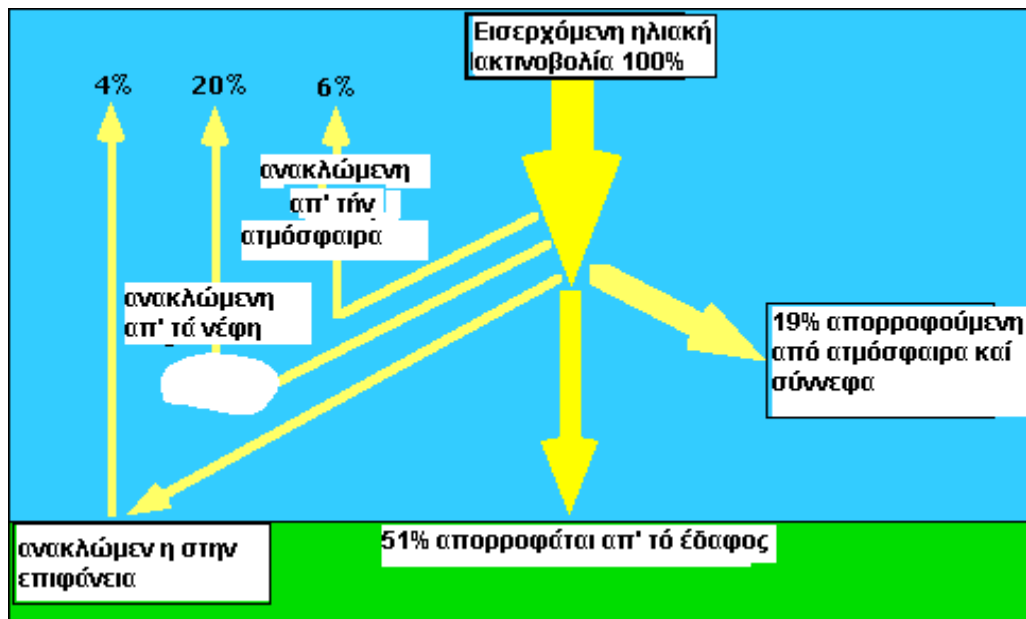 Εισερχόμενη ηλιακή
ακτινοβολία 100%
4% 20% 6%
ανακλώμενη
απ' τήν
ατμόσφαιρα
ανακλώμενη
απ' τά νέφη
19% απορροφούμενη
από ατμόσφαιρα καί
σύννεφα
ανακλώμεν η στην
επιφάνεια
51% απορροφάται απ' τό έδαφος